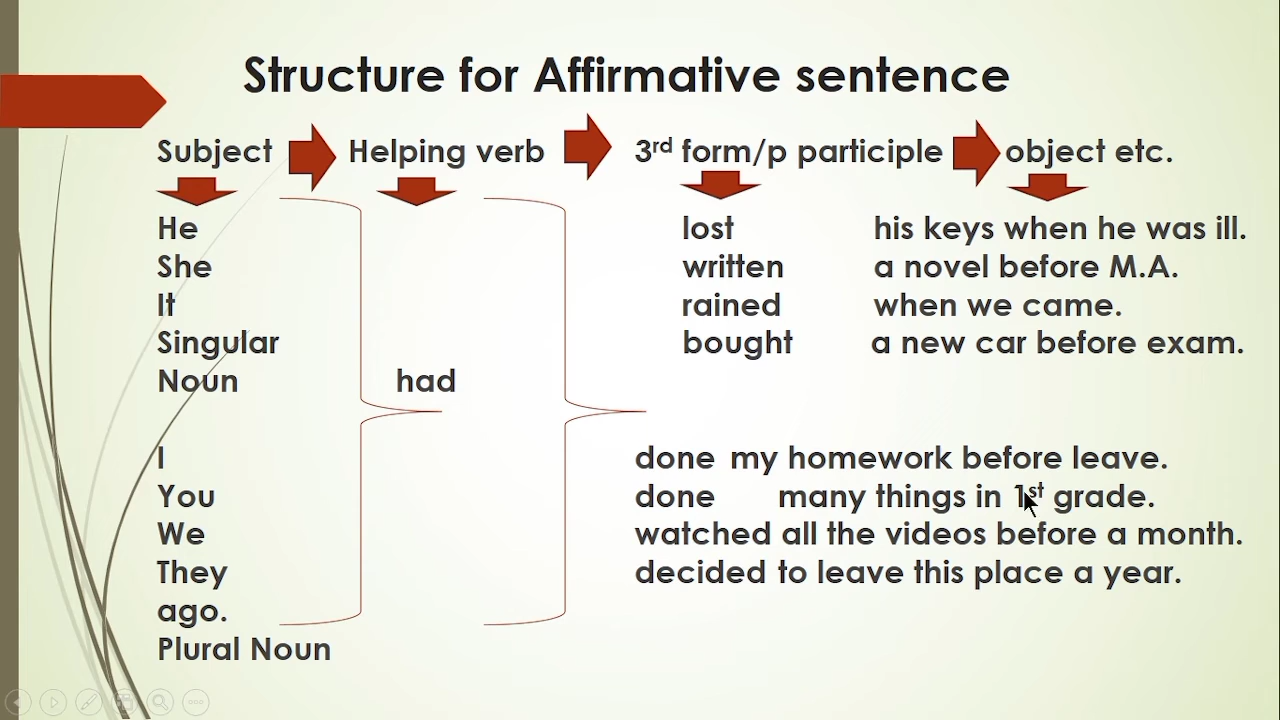 Structure for Affirmative sentence
Subject Helping verb 3rd form/p participle object etc.
He lost his keys when he was ill.
She written a novel before M.A.
It rained when we came.
Singular bought a new car before exam.
Noun had
I done my homework before leave.
You done many things in 1st grade.
We watched all the videos before a month.
They decided to leave this place a year.
ago.
Plural Noun